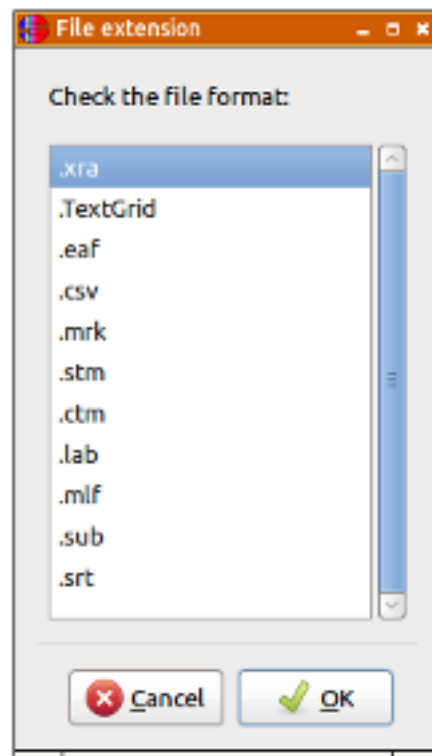 File extension
Check the file format:
.xra
.TextGrid
.eaf
.csv
.mrk
.stm
.ctm
.lab
.mlf
.sub
.srt
Cancel
OK